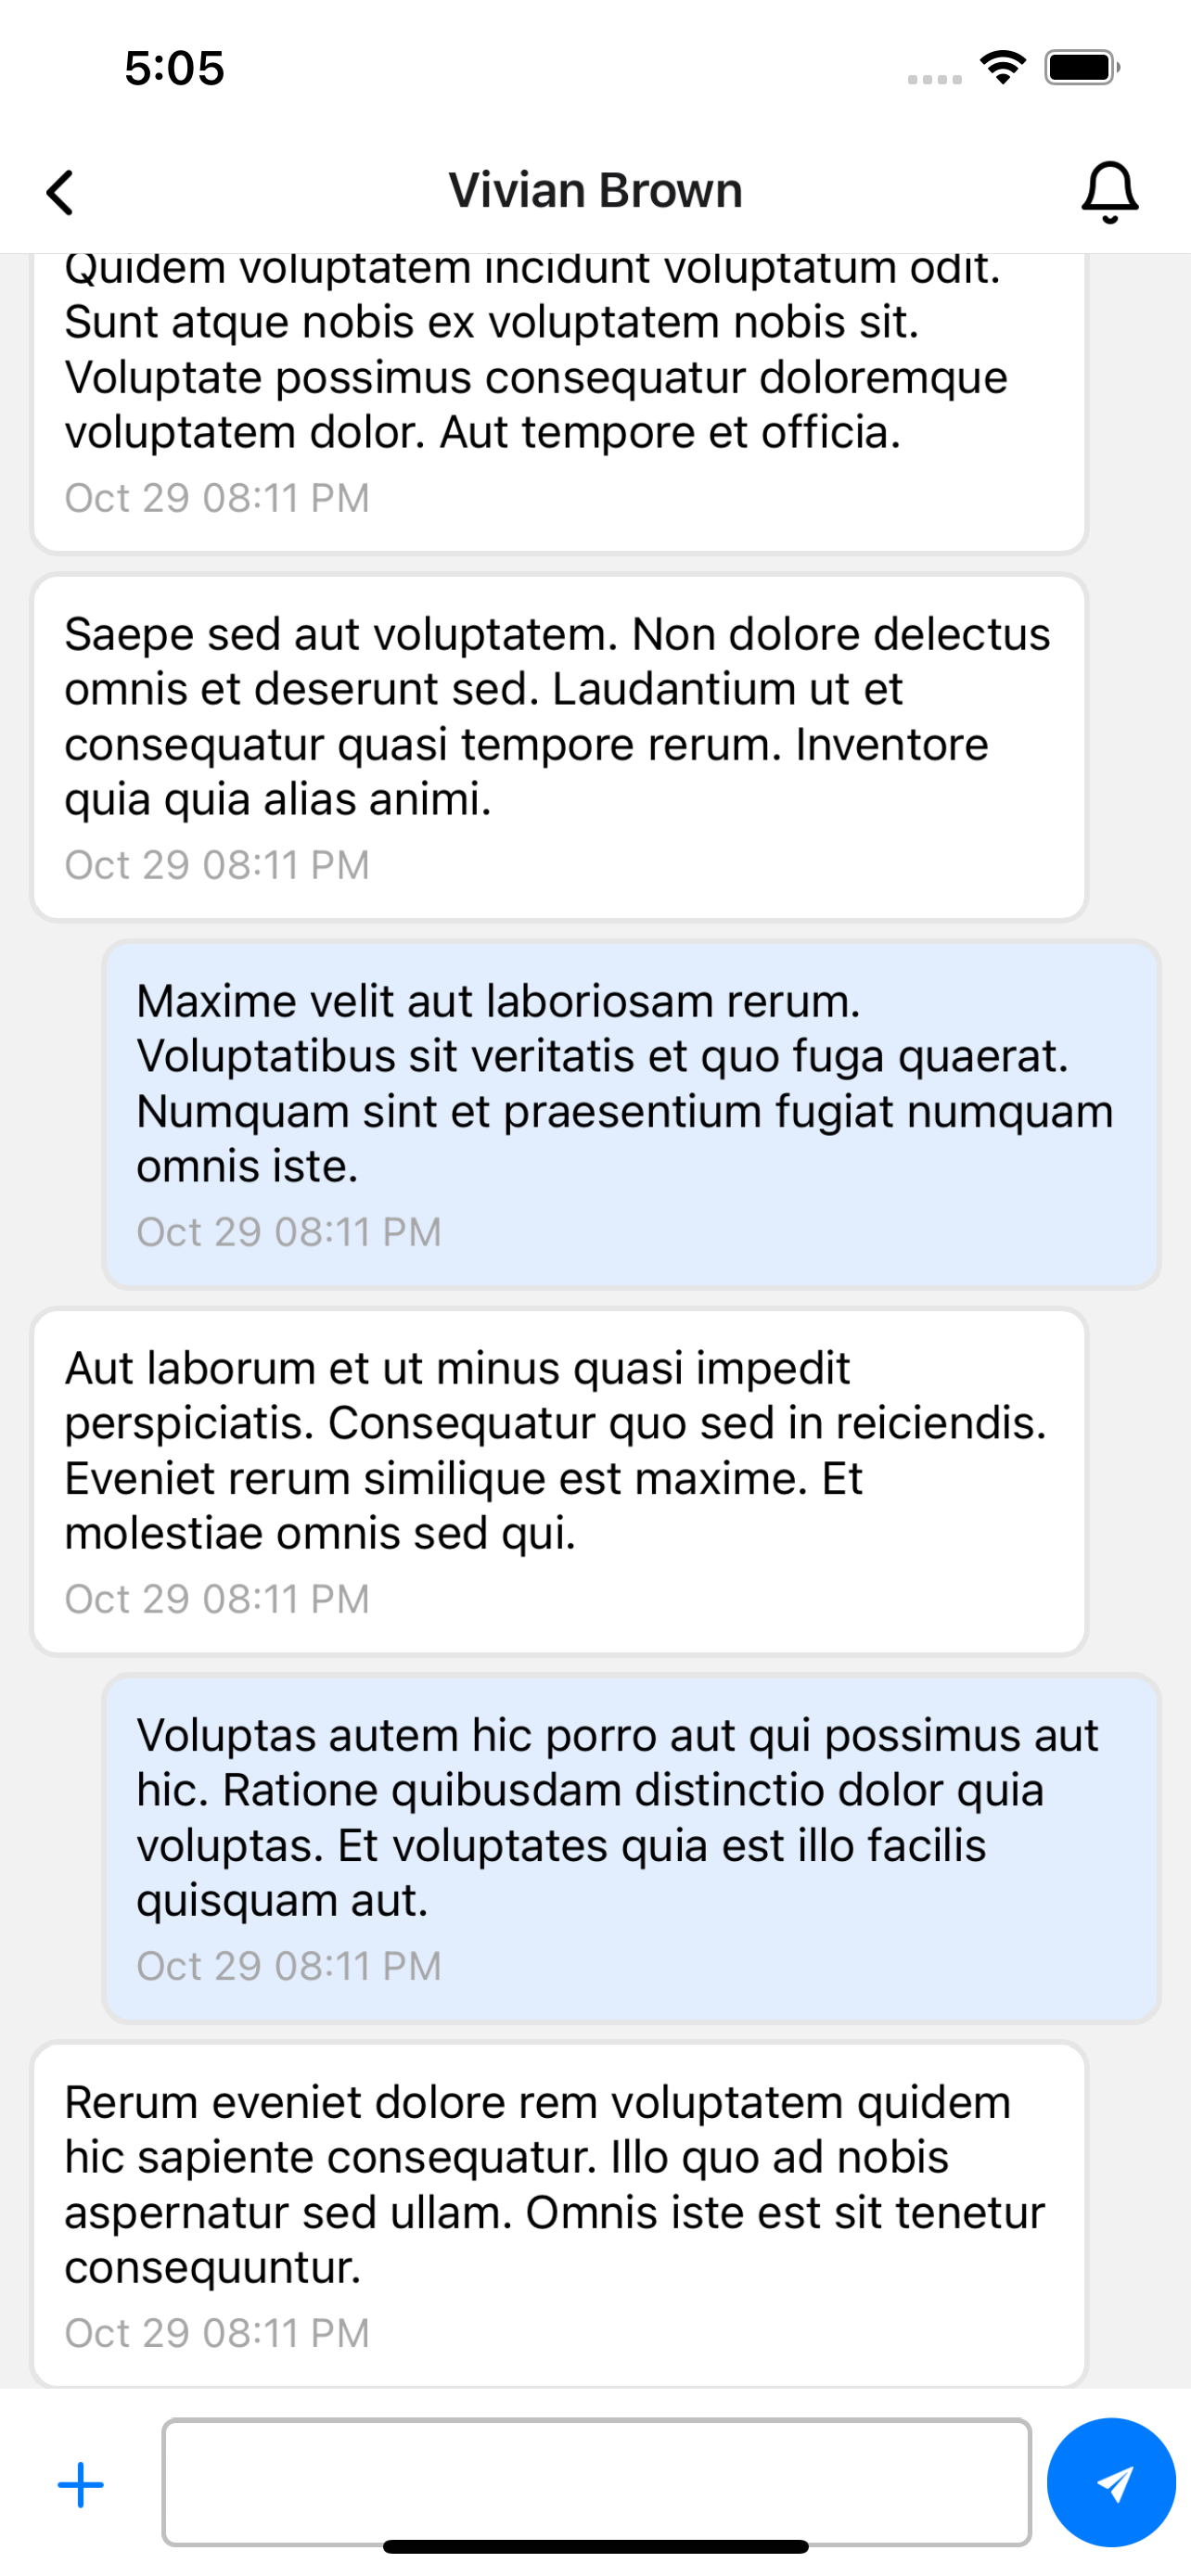 5:05
Vivian Brown
Quidem voluptatem incidunt voluptatum odit.
Sunt atque nobis ex voluptatem nobis sit.
Voluptate possimus consequatur doloremque
voluptatem dolor. Aut tempore et officia.
Oct 29 08:11 PM
Saepe sed aut voluptatem. Non dolore delectus
omnis et deserunt sed. Laudantium ut et
consequatur quasi tempore rerum. Inventore
quia quia alias animi.
Oct 29 08:11 PM
Maxime velit aut laboriosam rerum.
Voluptatibus sit veritatis et quo fuga quaerat.
Numquam sint et praesentium fugiat numquam
omnis iste.
Oct 29 08:11 PM
Aut laborum et ut minus quasi impedit
perspiciatis. Consequatur quo sed in reiciendis.
Eveniet rerum similique est maxime. Et
molestiae omnis sed qui.
Oct 29 08:11 PM
Voluptas autem hic porro aut qui possimus aut
hic. Ratione quibusdam distinctio dolor quia
voluptas. Et voluptates quia est illo facilis
quisquam aut.
Oct 29 08:11 PM
Rerum eveniet dolore rem voluptatem quidem
hic sapiente consequatur. Illo quo ad nobis
aspernatur sed ullam. Omnis iste est sit tenetur
consequuntur.
Oct 29 08:11 PM